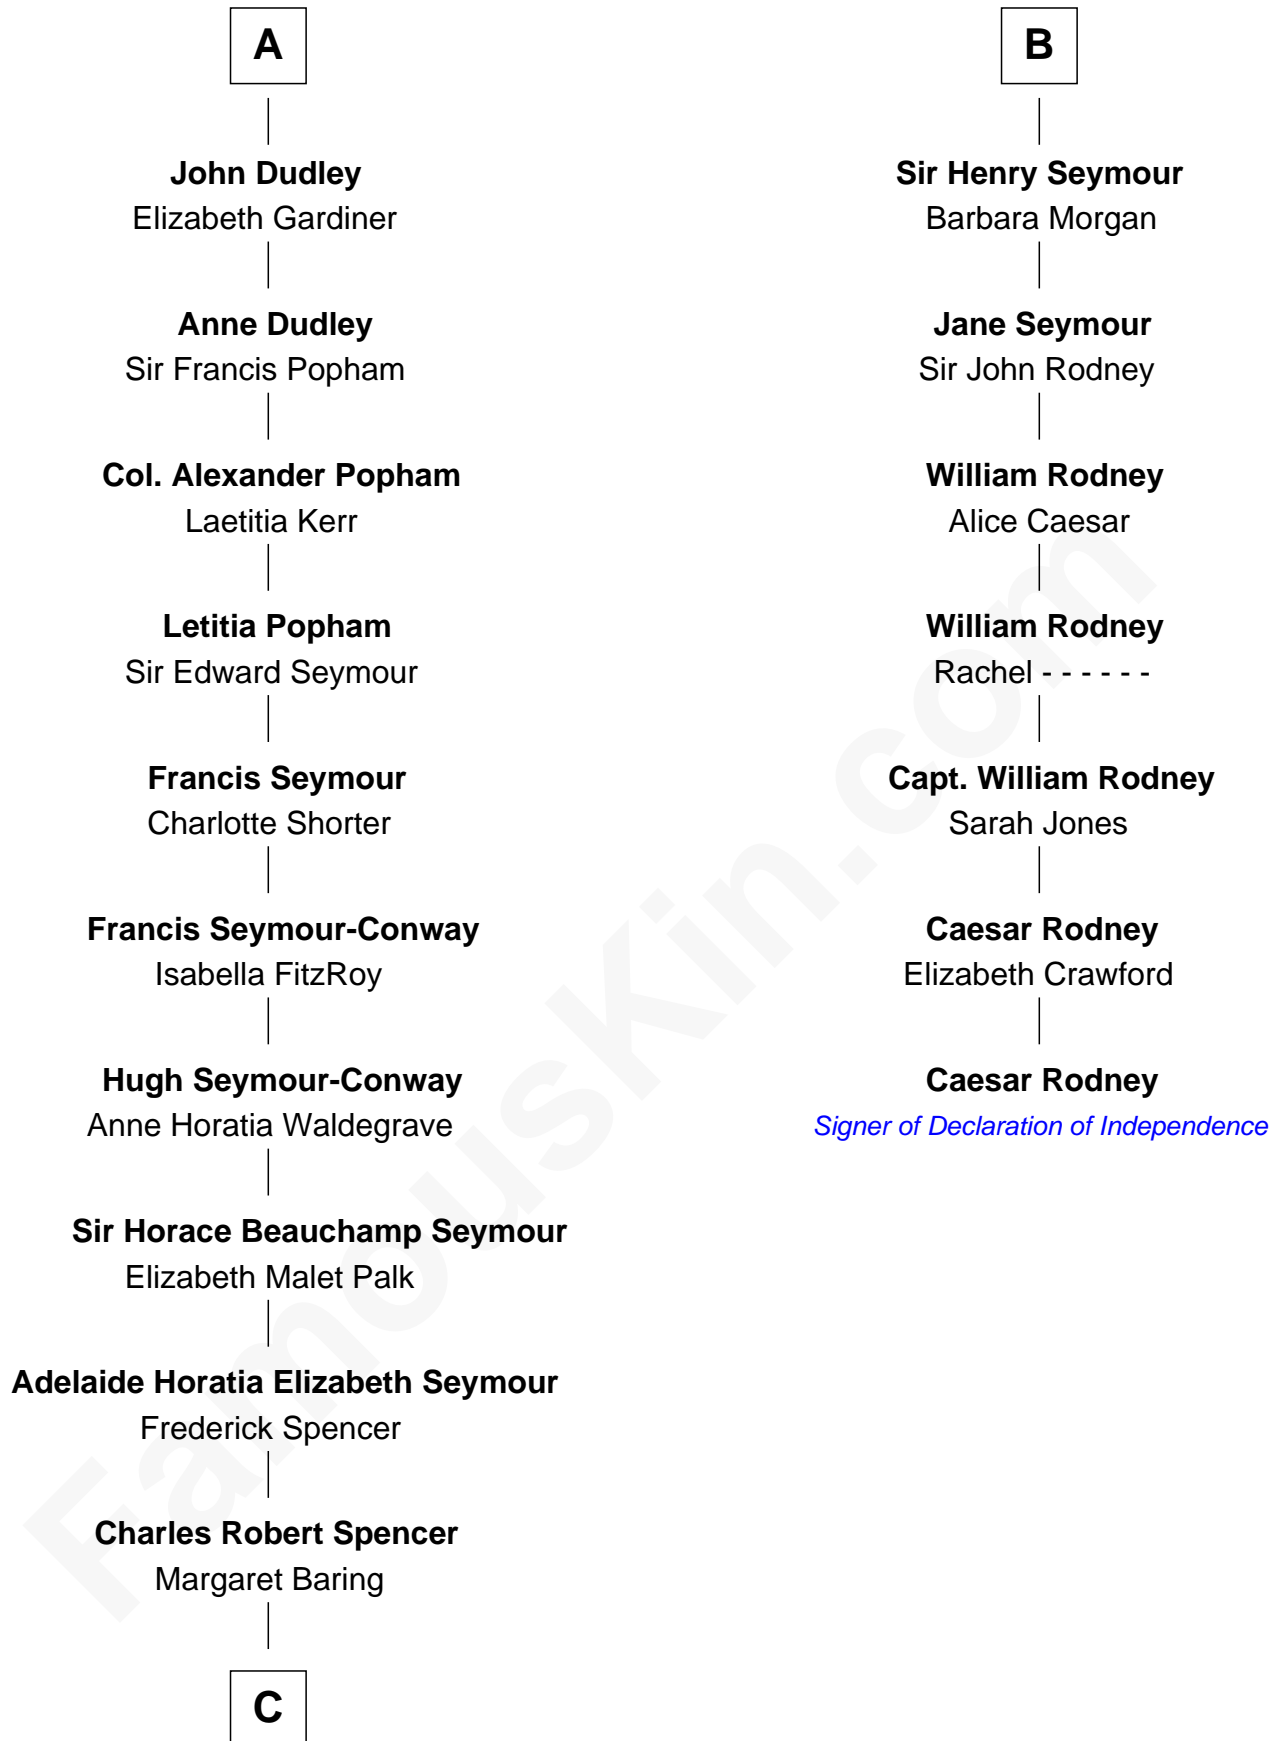 A
John Dudley
Elizabeth Gardiner
Anne Dudley
Sir Francis Popham
Col. Alexander Popham
Laetitia Kerr
Letitia Popham
Sir Edward Seymour
Francis Seymour
Charlotte Shorter
Francis Seymour-Conway
Isabella FitzRoy
Hugh Seymour-Conway
Anne Horatia Waldegrave
Sir Horace Beauchamp Seymour
Elizabeth Malet Palk
Adelaide Horatia Elizabeth Seymour
Frederick Spencer
Charles Robert Spencer
Margaret Baring
C
B
Sir Henry Seymour
Barbara Morgan
Jane Seymour
Sir John Rodney
William Rodney
Alice Caesar
William Rodney
Rachel - - - - - -
Capt. William Rodney
Sarah Jones
Caesar Rodney
Elizabeth Crawford
Caesar Rodney
Signer of Declaration of Independence
FamousKin.com